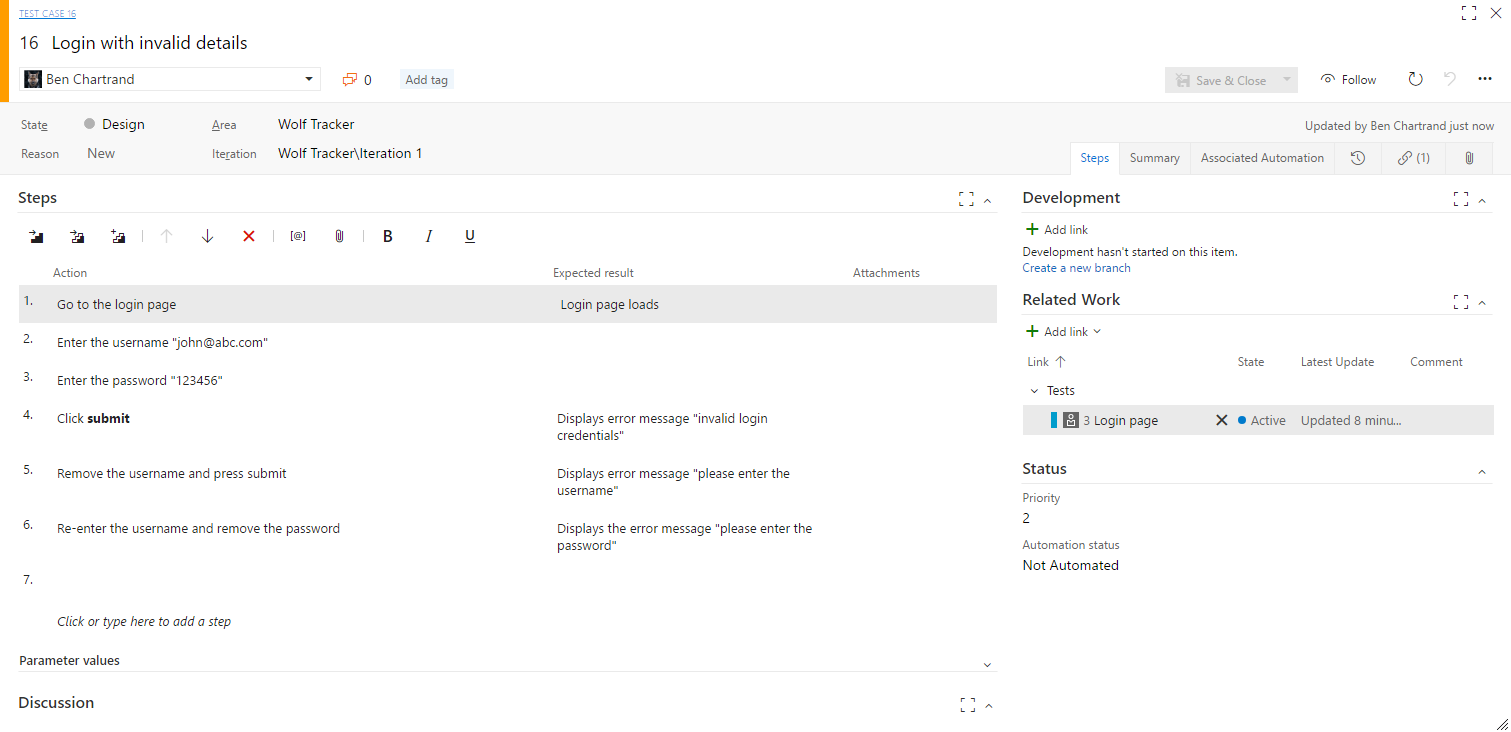 TEST CASE 16
16 Login with invalid details
Ben Chartrand 0 Add tag Save & Close Follow
State Design Area Wolf Tracker Updated by Ben Chartrand just now
Reason New Iteration Wolf Tracker\Iteration 1
Steps Summary Associated Automation (1)
Steps
[@] B I U
Action Expected result Attachments
1. Go to the login page Login page loads
2. Enter the username "john@abc.com"
3. Enter the password "123456"
4. Click submit Displays error message "invalid login
credentials"
5. Remove the username and press submit Displays error message "please enter the
username"
6. Re-enter the username and remove the password Displays the error message "please enter the
password"
7.
Click or type here to add a step
Parameter values
Discussion
Development
Add link
Development hasn't started on this item.
Create a new branch
Related Work
Add link
Link State Latest Update Comment
Tests
3 Login page Active Updated 8 minu...
Status
Priority
2
Automation status
Not Automated